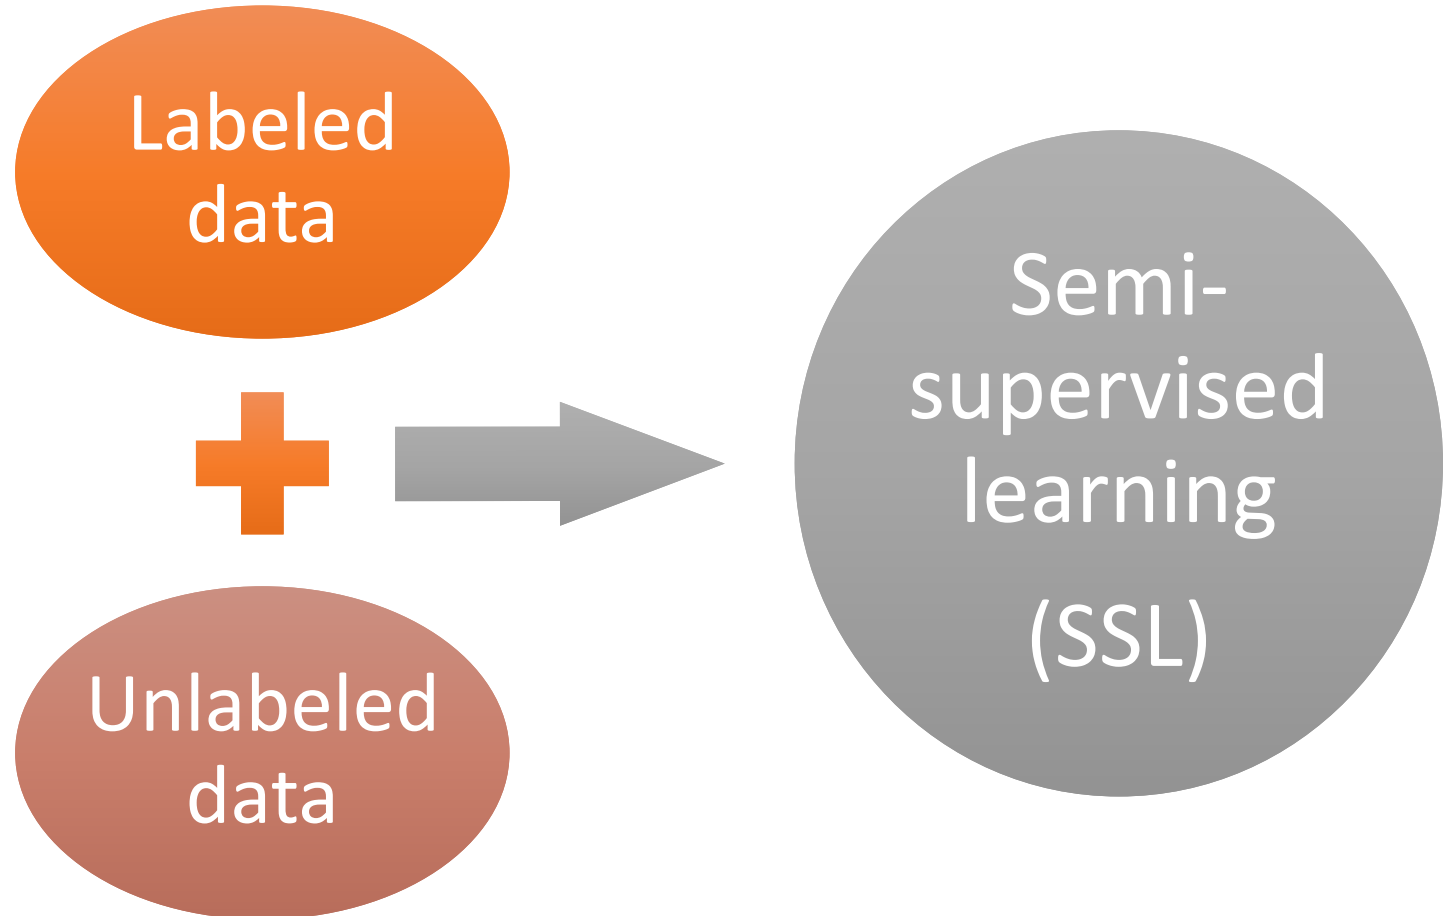 Labeled
data
Unlabeled
data
Semi-
supervised
learning
(SSL)